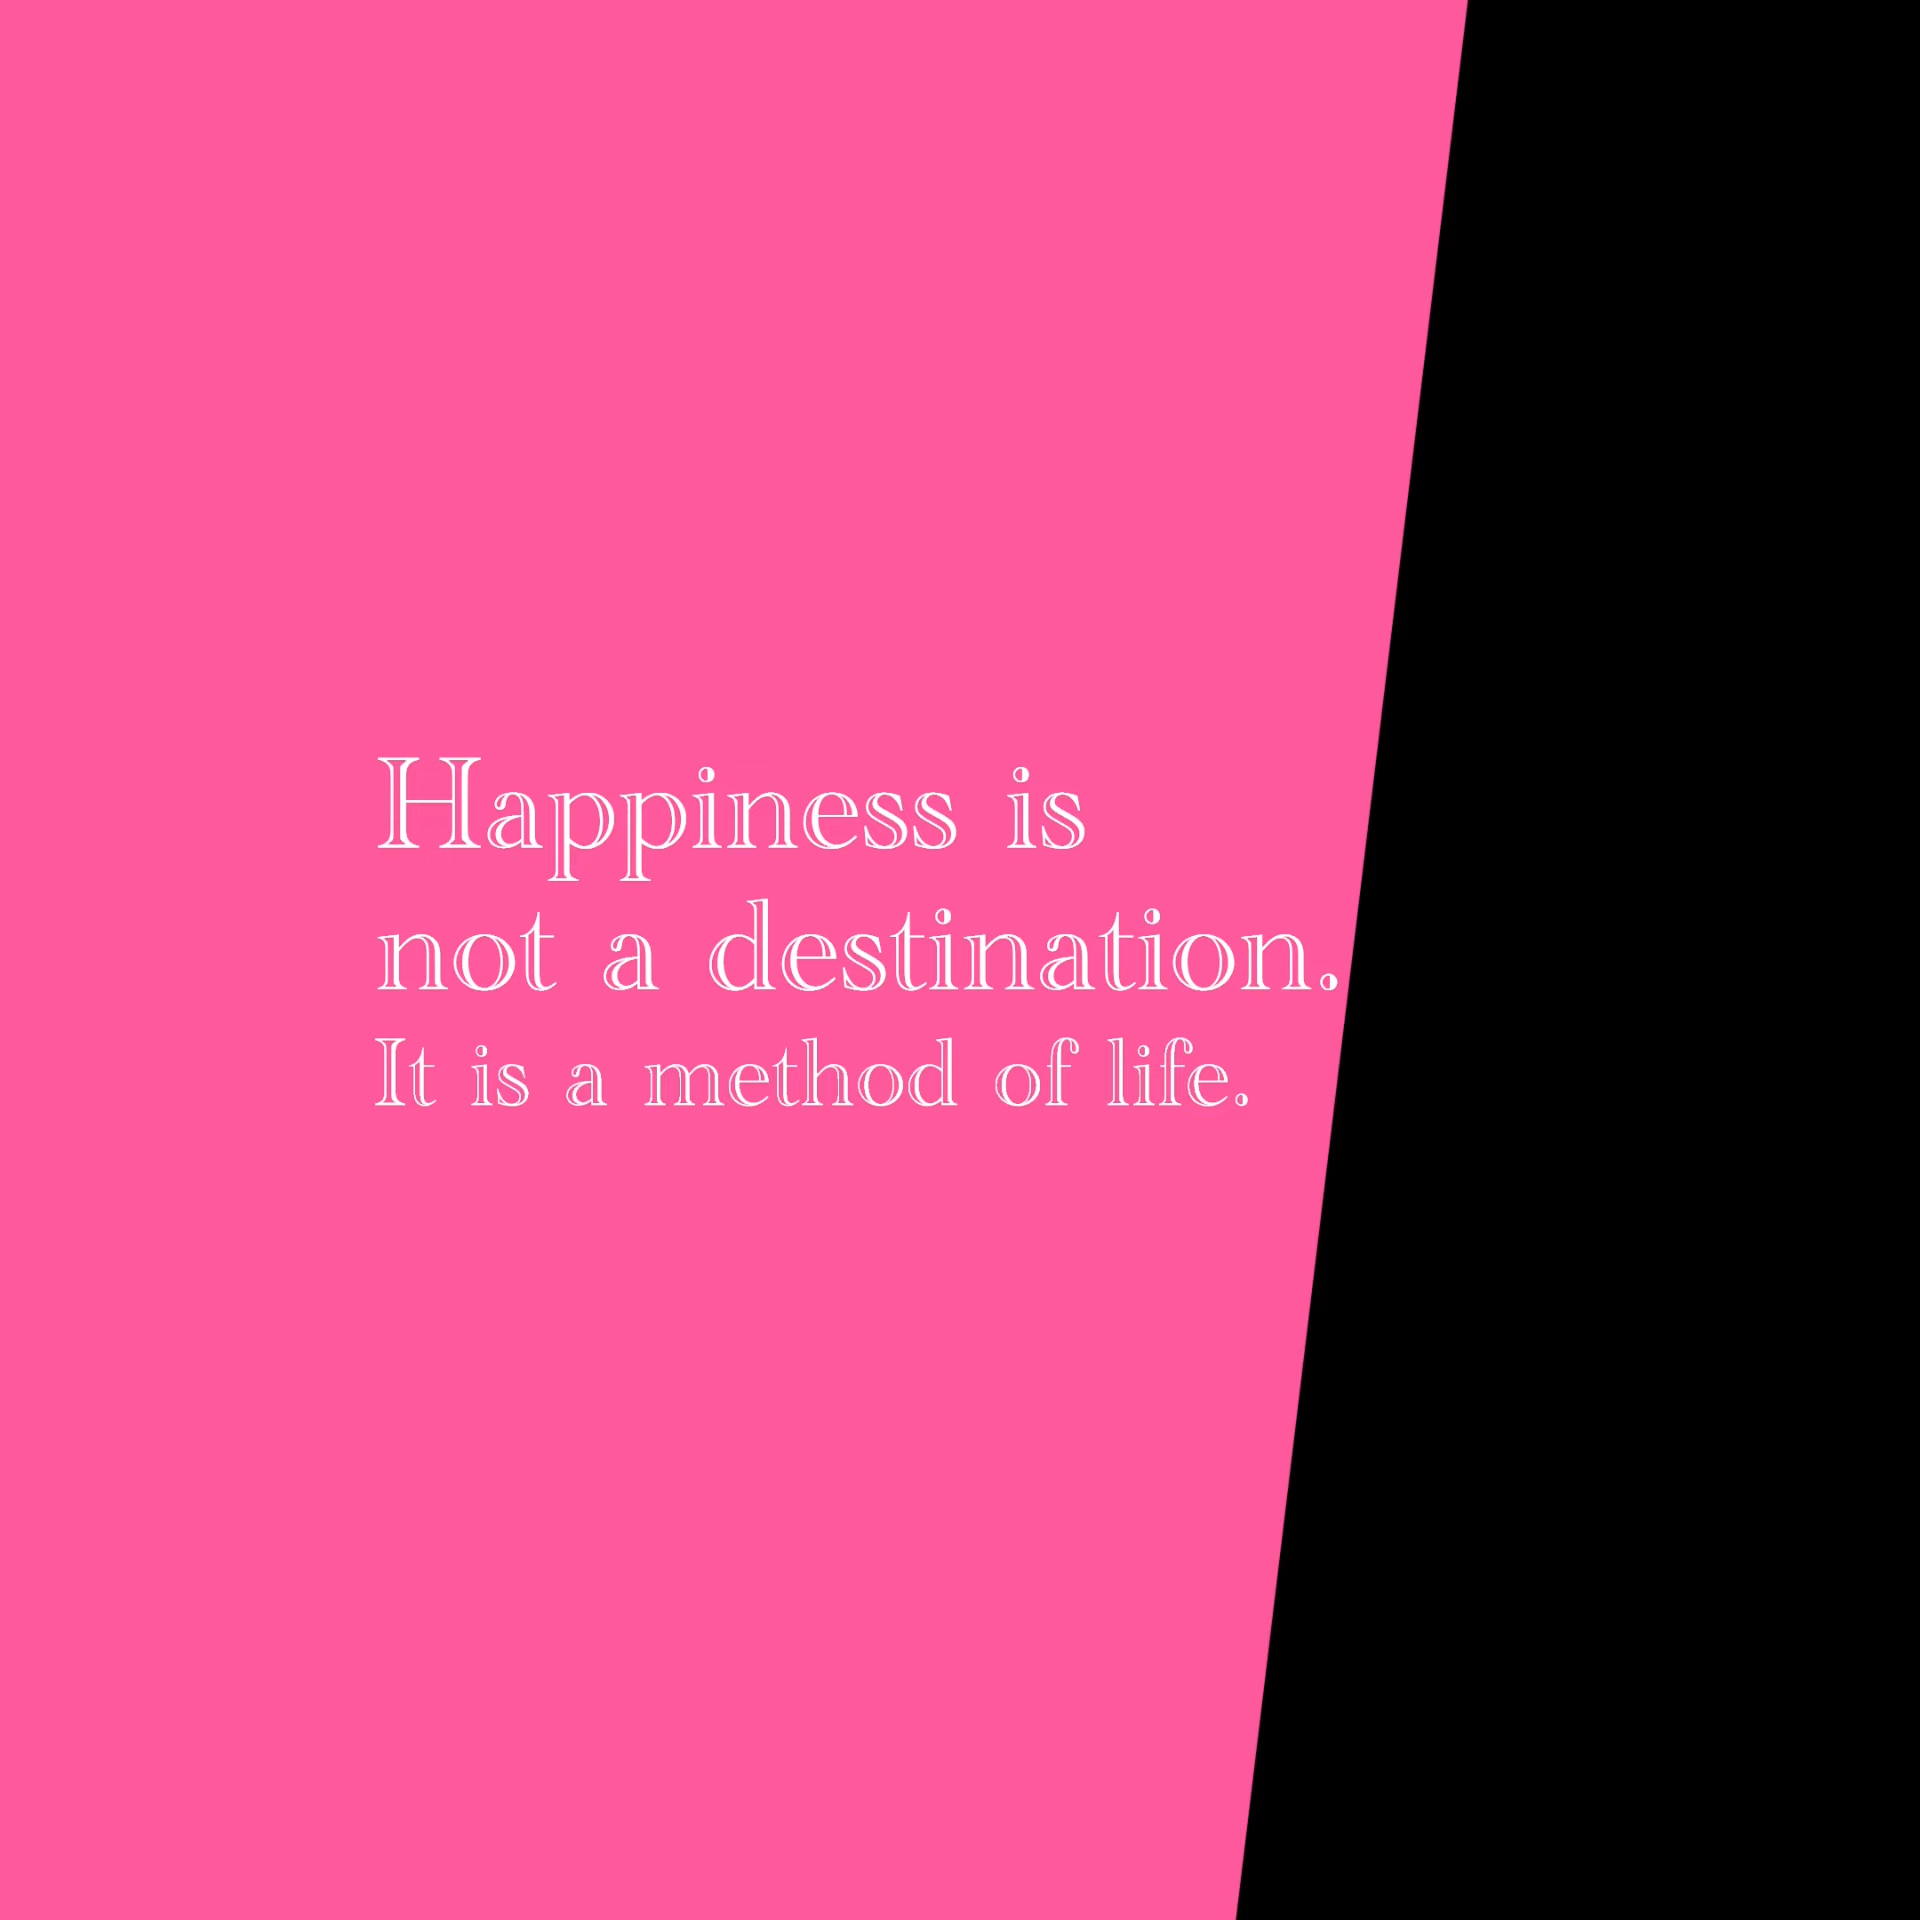 Happiness is
not a destination.
It is a method of life.